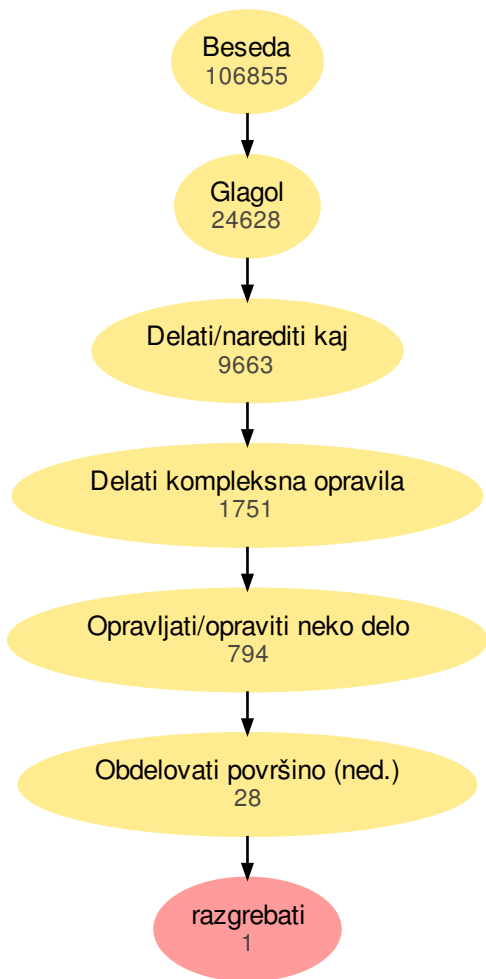 Beseda
106855
Glagol
24628
Delati/narediti kaj
9663
Delati kompleksna opravila
1751
Opravljati/opraviti neko delo
794
Obdelovati površino (ned.)
28
razgrebati
1